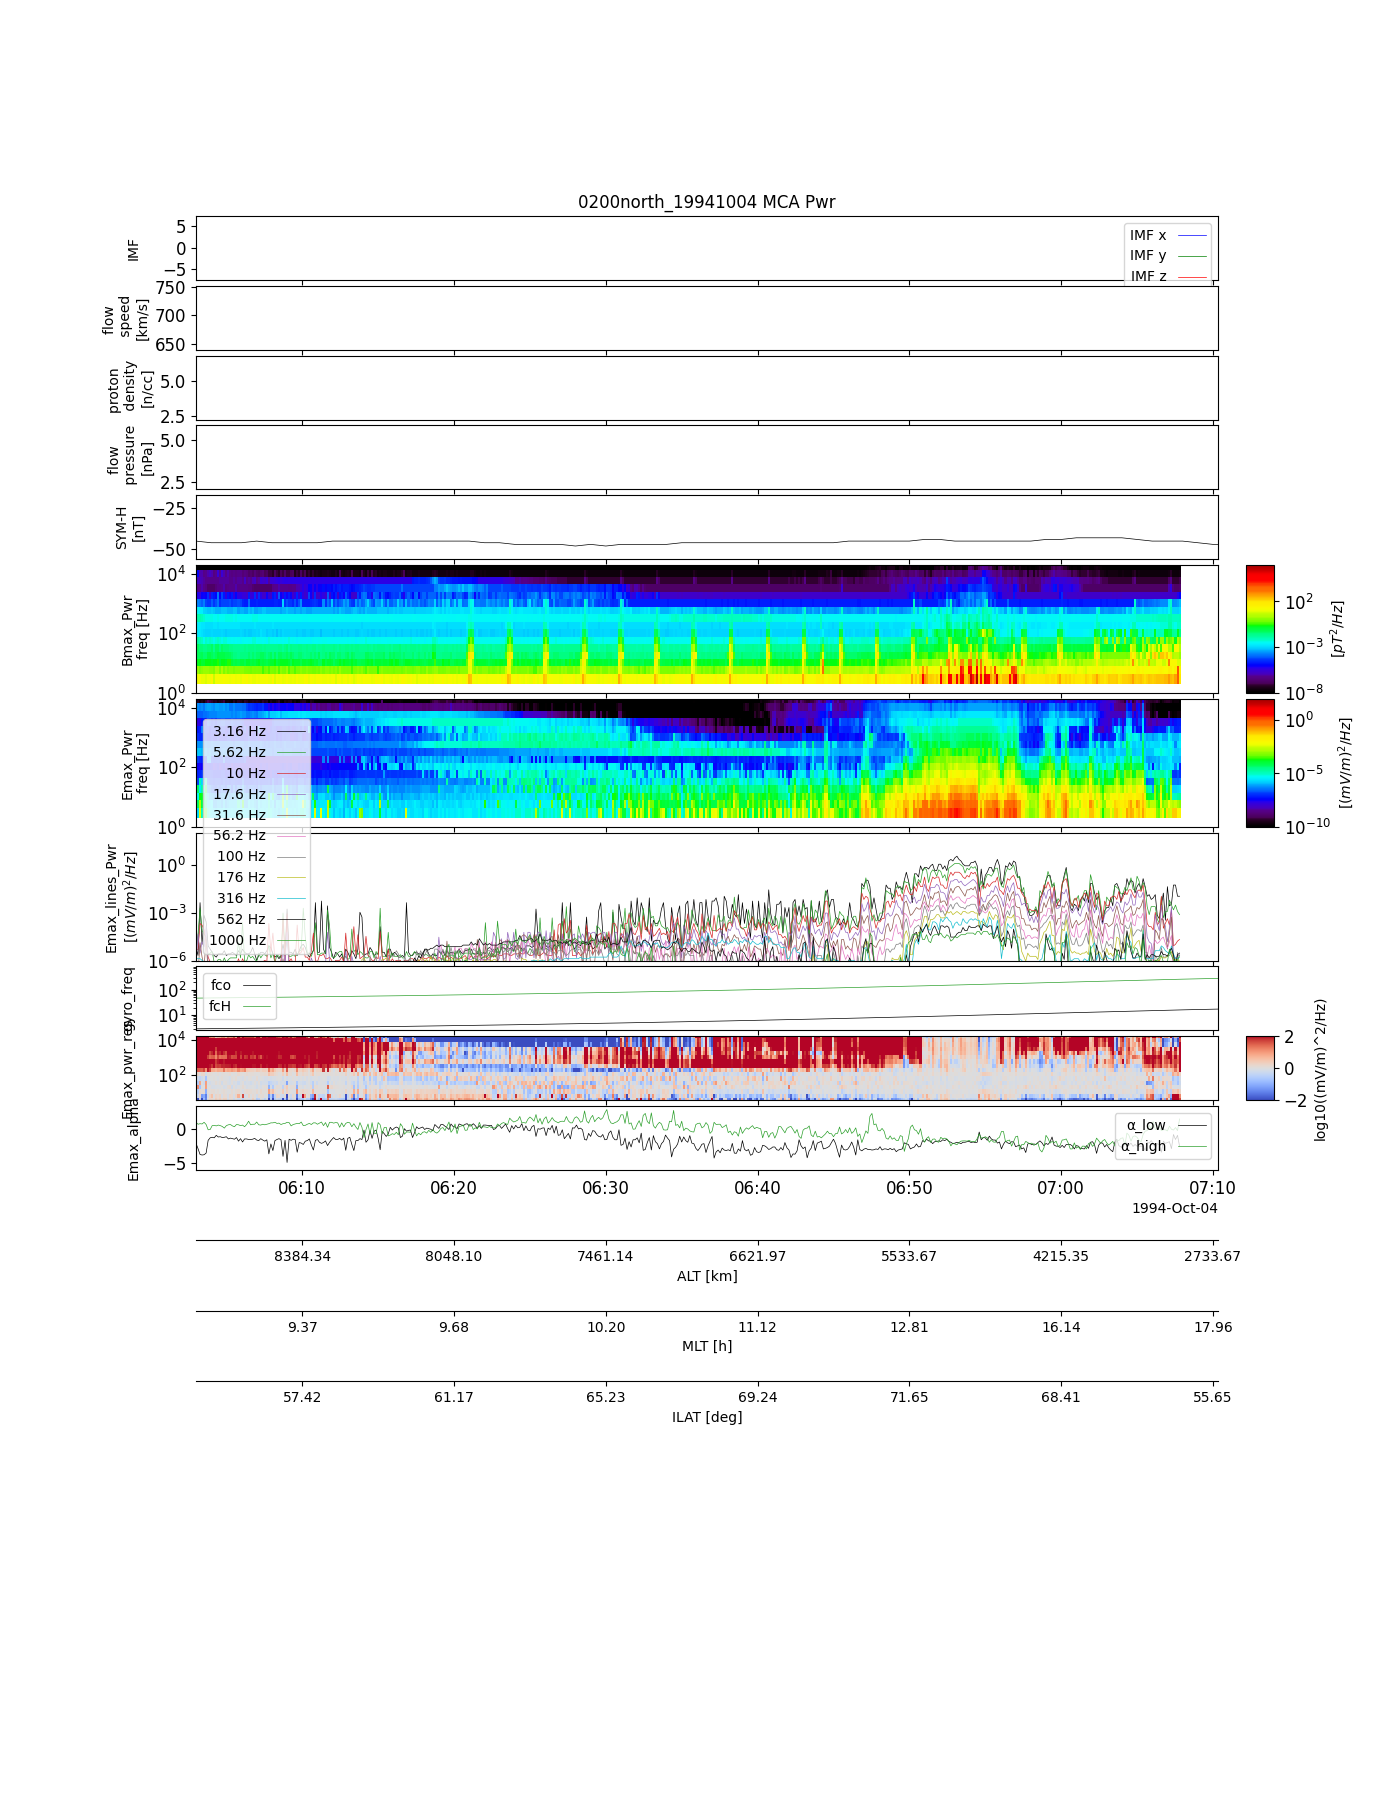 0200north_19941004 MCA Pwr
IMF
5
0
−5
IMF x
IMF y
IMF z
flow
speed
[km/s]
750
700
650
proton
density
[n/cc]
5.0
2.5
flow
pressure
[nPa]
5.0
2.5
SYM-H
[nT]
−25
−50
Bmax_Pwr
freq [Hz]
10^4
10^2
10^0
10^2
10^−3
10^−8
[pT^2/Hz]
Emax_Pwr
freq [Hz]
10^4
10^2
10^0
10^0
10^−5
10^−10
[(mV/m)^2/Hz]
3.16 Hz
5.62 Hz
10 Hz
17.6 Hz
31.6 Hz
56.2 Hz
100 Hz
176 Hz
316 Hz
562 Hz
1000 Hz
Emax_lines_Pwr
[(mV/m)^2/Hz]
10^0
10^−3
10^−6
gyro_freq
10^2
10^1
fco
fcH
Emax_pwr_res
10^4
10^2
2
0
−2
log10((mV/m)^2/Hz)
Emax_alpha
0
−5
α_low
α_high
06:10 06:20 06:30 06:40 06:50 07:00 07:10
1994-Oct-04
8384.34 8048.10 7461.14 6621.97 5533.67 4215.35 2733.67
ALT [km]
9.37 9.68 10.20 11.12 12.81 16.14 17.96
MLT [h]
57.42 61.17 65.23 69.24 71.65 68.41 55.65
ILAT [deg]